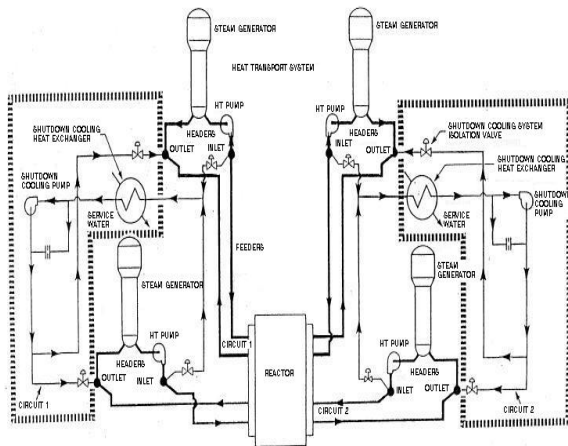 STEAM GENERATOR
STEAM GENERATOR
HEAT TRANSPORT SYSTEM
HT PUMP
HT PUMP
SHUTDOWN COOLING
HEAT EXCHANGER
HEADERS
OUTLET
INLET
HEADERS
INLET
OUTLET
SHUTDOWN COOLING SYSTEM
ISOLATION VALVE
SHUTDOWN COOLING
HEAT EXCHANGER
SHUTDOWN
COOLING PUMP
SERVICE
WATER
SHUTDOWN
COOLING
PUMP
SERVICE
WATER
FEEDERS
STEAM GENERATOR
STEAM GENERATOR
HT PUMP
HEADERS
CIRCUIT 1
REACTOR
HT PUMP
HEADERS
OUTLET
INLET
INLET
OUTLET
CIRCUIT 1
CIRCUIT 2
CIRCUIT 2